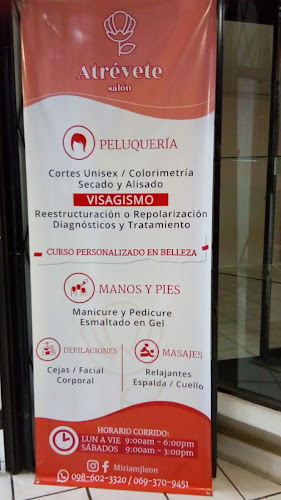 Atrévete
salón
PELUQUERÍA
Cortes Unisex / Colorimetría
Secado y Alisado
VISAGISMO
Reestructuración o Repolarización
Diagnósticos y Tratamiento
CURSO PERSONALIZADO EN BELLEZA
MANOS Y PIES
Manicure y Pedicure
Esmaltado en Gel
DEPILACIONES
Cejas / Facial
Corporal
MASAJES
Relajantes
Espalda / Cuello
HORARIO CORRIDO:
LUN A VIE 9:00am - 6:00pm
SÁBADOS 9:00am - 3:00pm
MiriamJleon
098-602-3320 / 069-370-9451